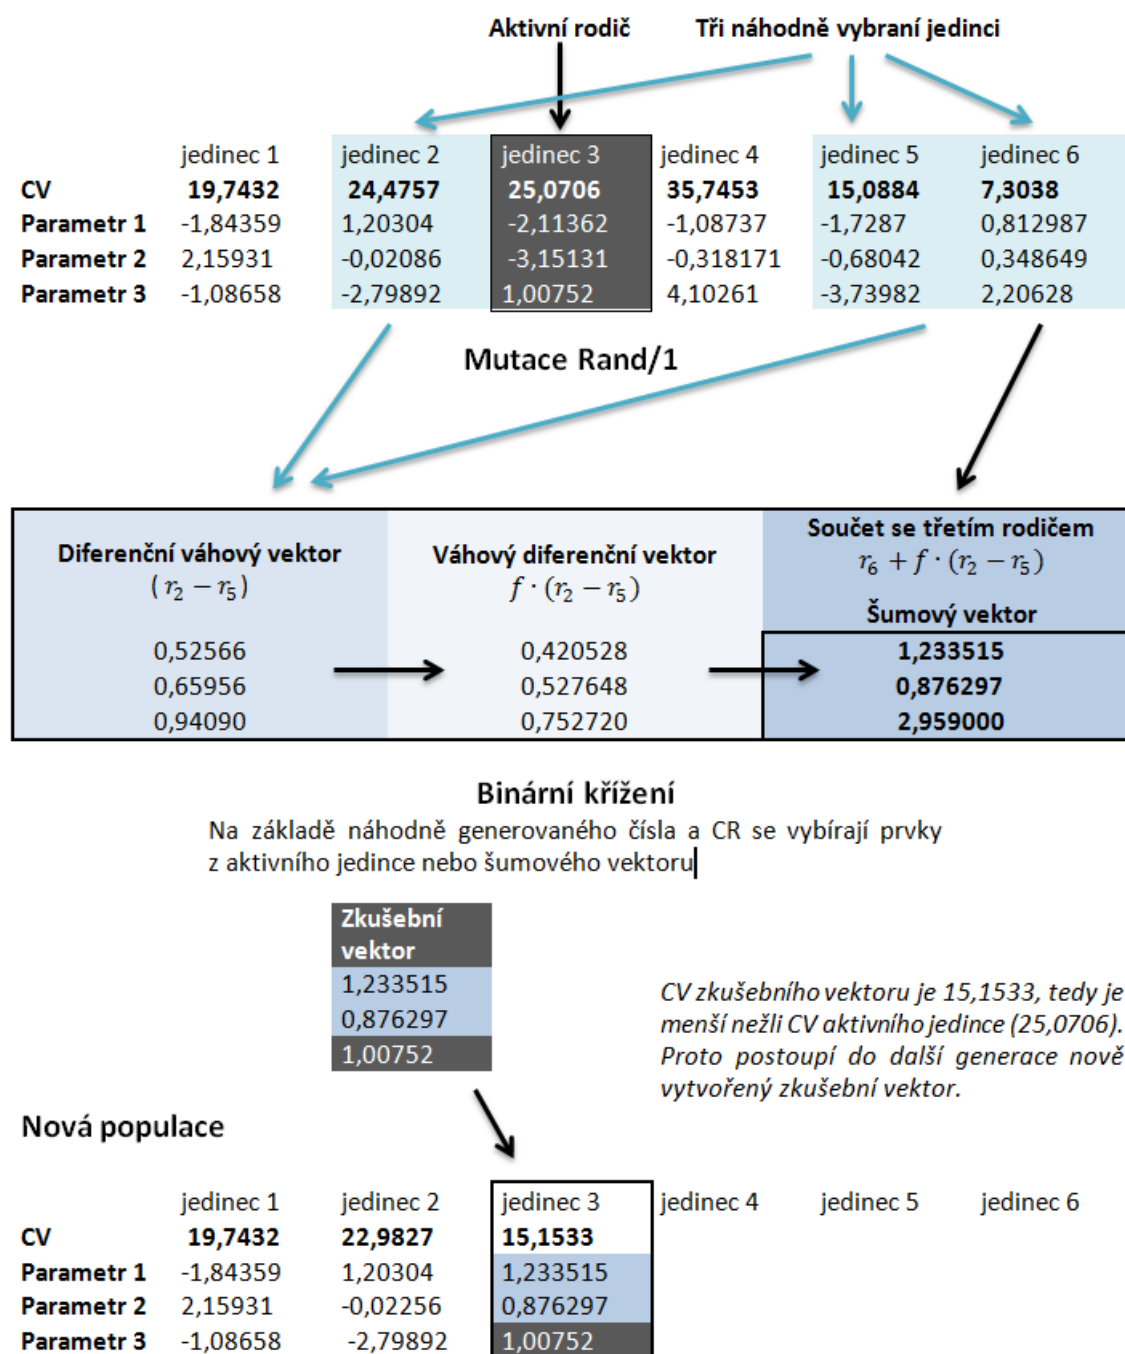 Aktivní rodič Tři náhodně vybraní jedinci
jedinec 1 jedinec 2 jedinec 3 jedinec 4 jedinec 5 jedinec 6
CV 19,7432 24,4757 25,0706 35,7453 15,0884 7,3038
Parametr 1 -1,84359 1,20304 -2,11362 -1,08737 -1,7287 0,812987
Parametr 2 2,15931 -0,02086 -3,15131 -0,318171 -0,68042 0,348649
Parametr 3 -1,08658 -2,79892 1,00752 4,10261 -3,73982 2,20628
Mutace Rand/1
Diferenční váhový vektor
( r₂ − r₅)
0,52566
0,65956
0,94090
Váhový diferenční vektor
f · (r₂ − r₅)
0,420528
0,527648
0,752720
Součet se třetím rodičem
r₆ + f · (r₂ − r₅)
Šumový vektor
1,233515
0,876297
2,959000
Binární křížení
Na základě náhodně generovaného čísla a CR se vybírají prvky
z aktivního jedince nebo šumového vektoru
Zkušební
vektor
1,233515
0,876297
1,00752
CV zkušebního vektoru je 15,1533, tedy je
menší nežli CV aktivního jedince (25,0706).
Proto postoupí do další generace nově
vytvořený zkušební vektor.
Nová populace
jedinec 1 jedinec 2 jedinec 3 jedinec 4 jedinec 5 jedinec 6
CV 19,7432 22,9827 15,1533
Parametr 1 -1,84359 1,20304 1,233515
Parametr 2 2,15931 -0,02256 0,876297
Parametr 3 -1,08658 -2,79892 1,00752